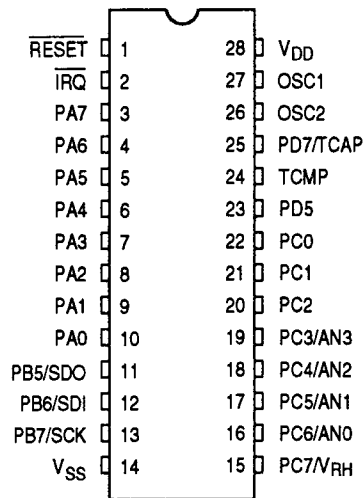 RESET 1 28 VDD
IRQ 2 27 OSC1
PA7 3 26 OSC2
PA6 4 25 PD7/TCAP
PA5 5 24 TCMP
PA4 6 23 PD5
PA3 7 22 PC0
PA2 8 21 PC1
PA1 9 20 PC2
PA0 10 19 PC3/AN3
PB5/SDO 11 18 PC4/AN2
PB6/SDI 12 17 PC5/AN1
PB7/SCK 13 16 PC6/AN0
VSS 14 15 PC7/VRH